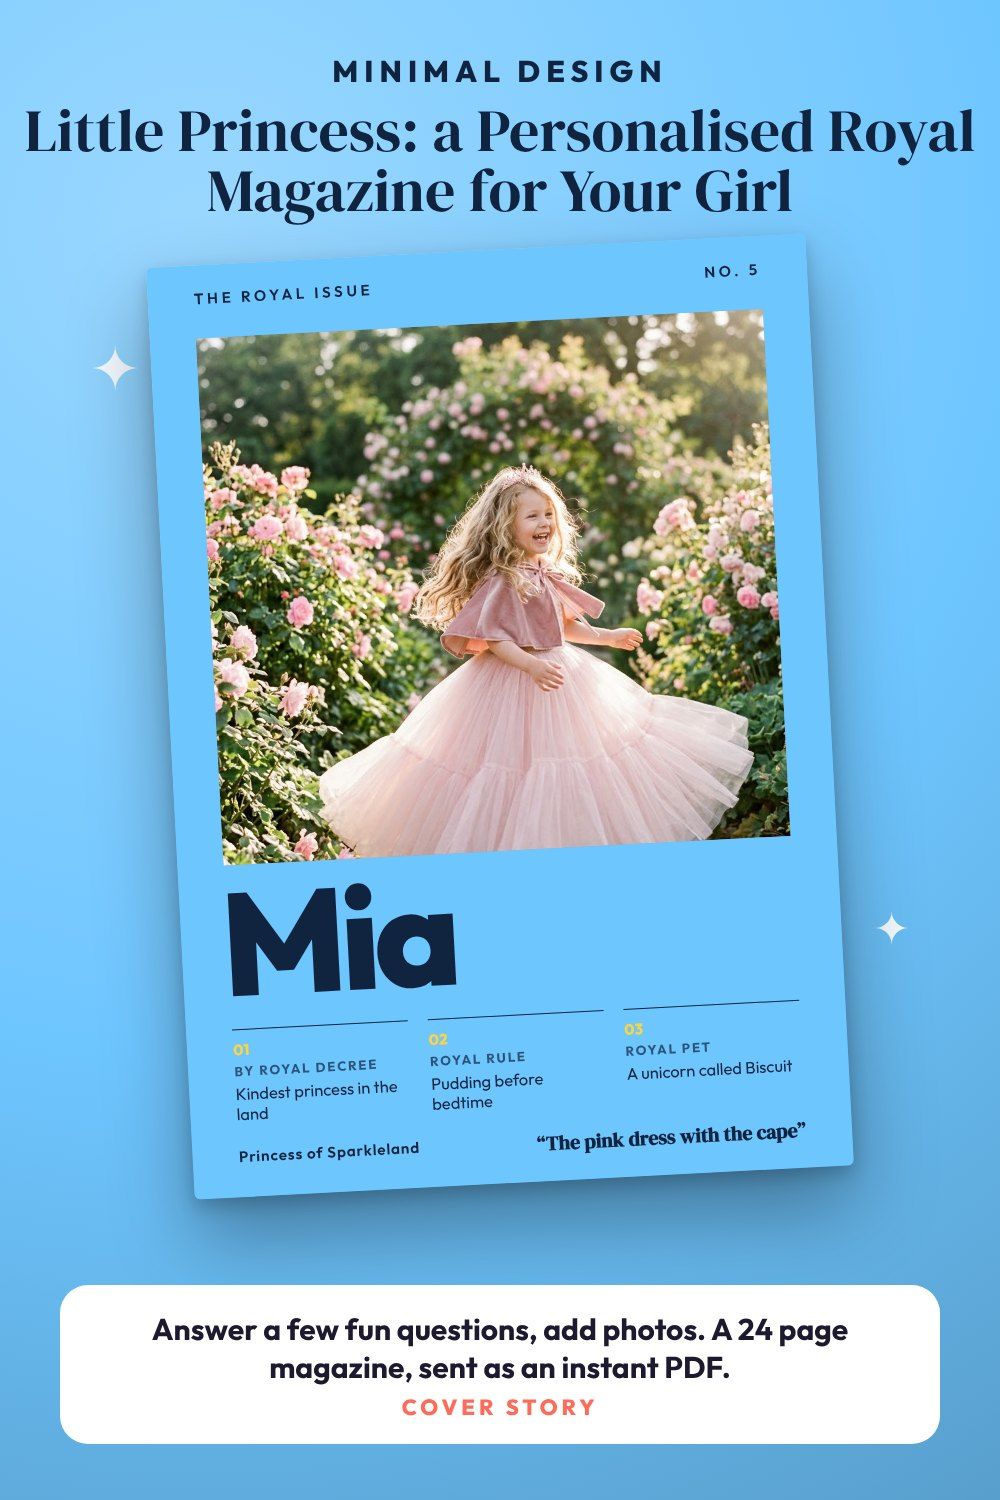 MINIMAL DESIGN
Little Princess: a Personalised Royal
Magazine for Your Girl
THE ROYAL ISSUE
NO. 5
Mia
01
BY ROYAL DECREE
Kindest princess in the
land
02
ROYAL RULE
Pudding before
bedtime
03
ROYAL PET
A unicorn called Biscuit
Princess of Sparkleland
“The pink dress with the cape”
Answer a few fun questions, add photos. A 24 page
magazine, sent as an instant PDF.
COVER STORY